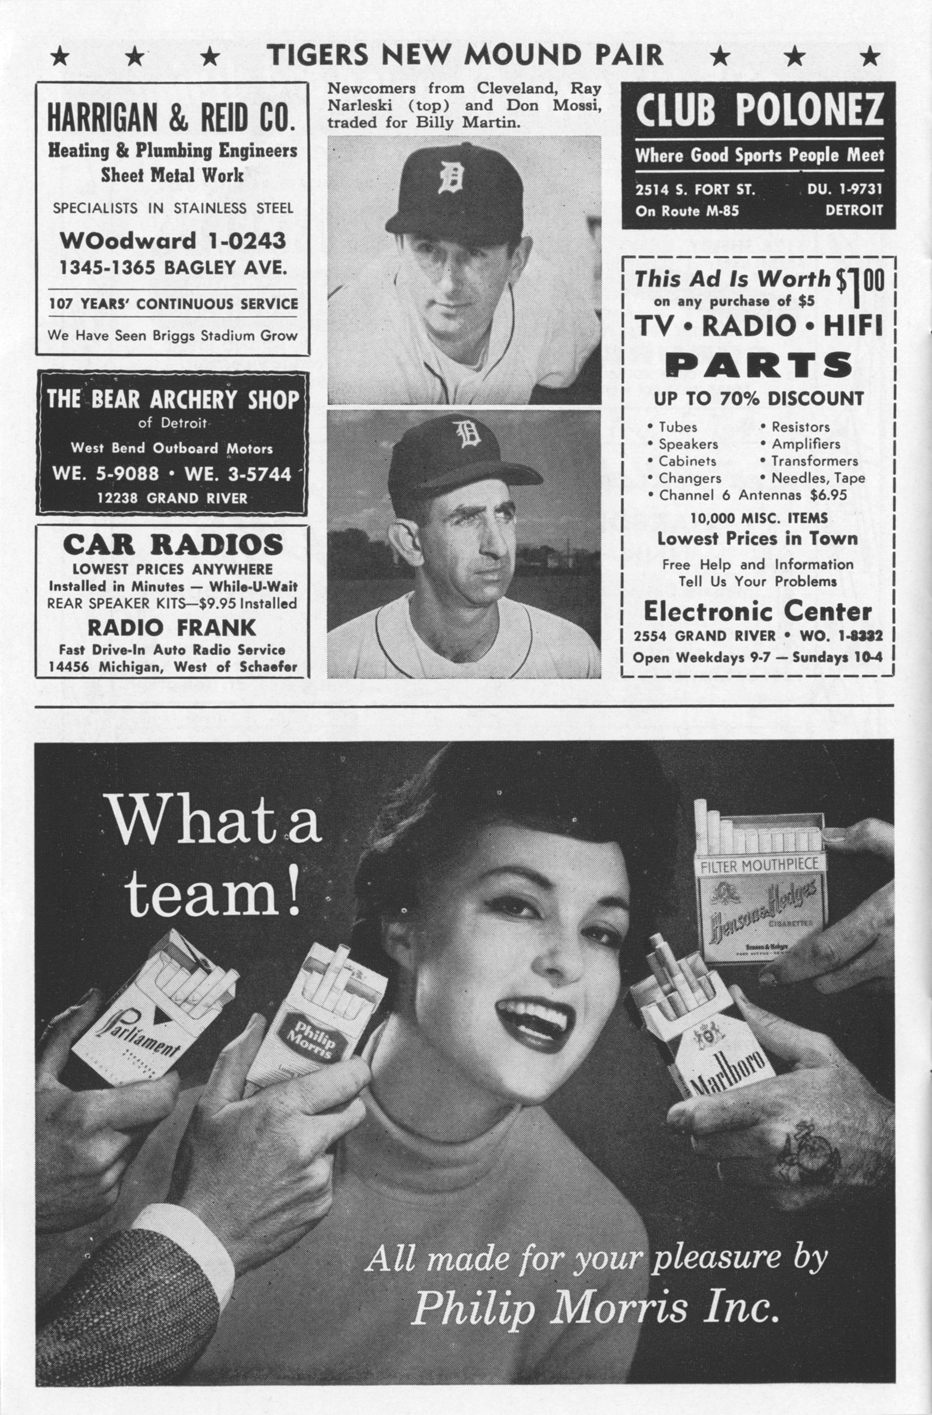 ★ ★ ★ TIGERS NEW MOUND PAIR ★ ★ ★
HARRIGAN & REID CO.
Heating & Plumbing Engineers
Sheet Metal Work
SPECIALISTS IN STAINLESS STEEL
WOodward 1-0243
1345-1365 BAGLEY AVE.
107 YEARS' CONTINUOUS SERVICE
We Have Seen Briggs Stadium Grow
THE BEAR ARCHERY SHOP
of Detroit
West Bend Outboard Motors
WE. 5-9088 • WE. 3-5744
12238 GRAND RIVER
CAR RADIOS
LOWEST PRICES ANYWHERE
Installed in Minutes — While-U-Wait
REAR SPEAKER KITS—$9.95 Installed
RADIO FRANK
Fast Drive-In Auto Radio Service
14456 Michigan, West of Schaefer
Newcomers from Cleveland, Ray
Narleski (top) and Don Mossi,
traded for Billy Martin.
D
D
CLUB POLONEZ
Where Good Sports People Meet
2514 S. FORT ST. DU. 1-9731
On Route M-85 DETROIT
This Ad Is Worth $1.00
on any purchase of $5
TV • RADIO • HIFI
PARTS
UP TO 70% DISCOUNT
• Tubes • Resistors
• Speakers • Amplifiers
• Cabinets • Transformers
• Changers • Needles, Tape
• Channel 6 Antennas $6.95
10,000 MISC. ITEMS
Lowest Prices in Town
Free Help and Information
Tell Us Your Problems
Electronic Center
2554 GRAND RIVER • WO. 1-8332
Open Weekdays 9-7 — Sundays 10-4
What a
team!
Parliament
Philip
Morris
FILTER MOUTHPIECE
Benson & Hedges
CIGARETTES
Benson & Hedges
Marlboro
All made for your pleasure by
Philip Morris Inc.